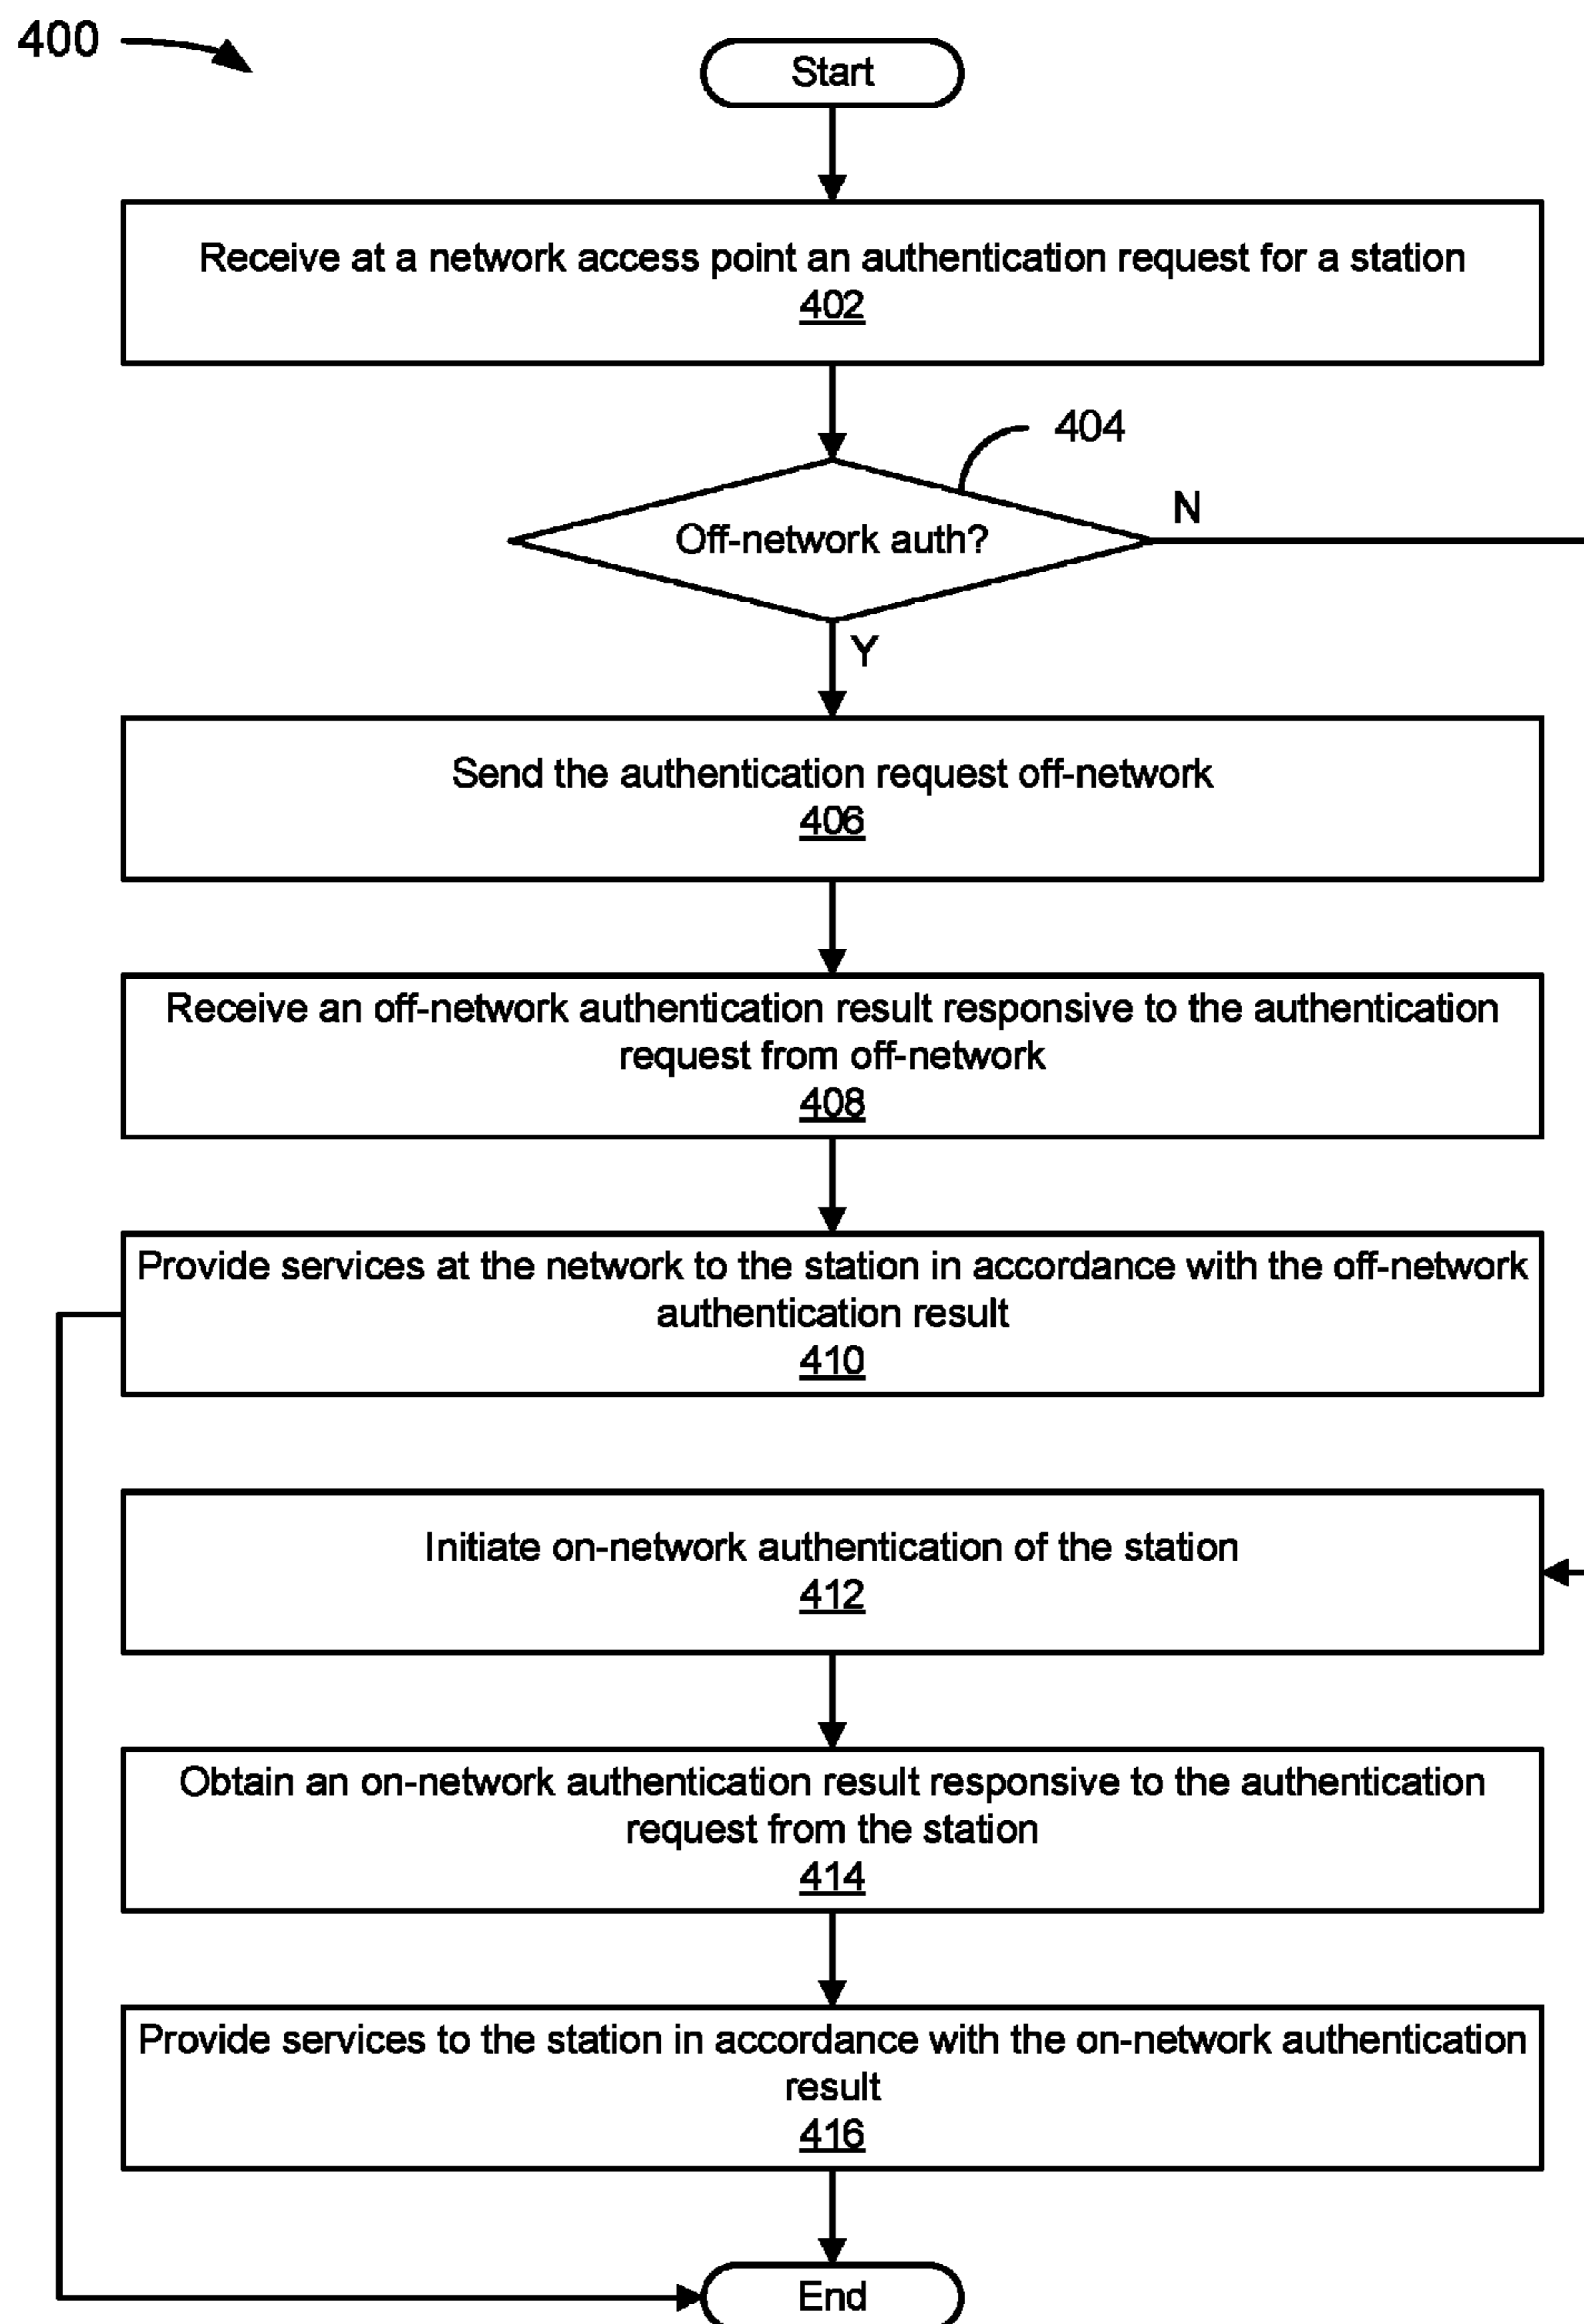 400
Start
Receive at a network access point an authentication request for a station
402
404
Off-network auth?
N
Y
Send the authentication request off-network
406
Receive an off-network authentication result responsive to the authentication
request from off-network
408
Provide services at the network to the station in accordance with the off-network
authentication result
410
Initiate on-network authentication of the station
412
Obtain an on-network authentication result responsive to the authentication
request from the station
414
Provide services to the station in accordance with the on-network authentication
result
416
End